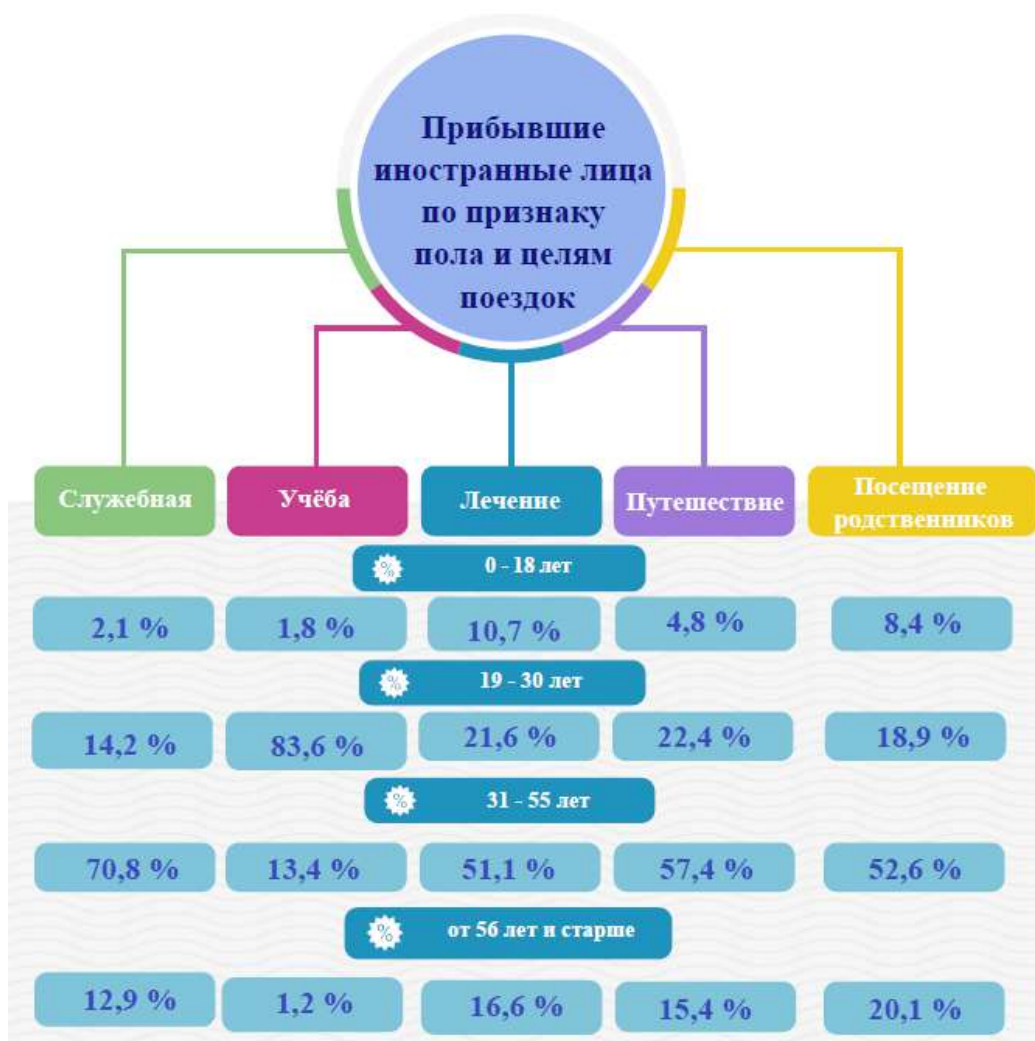 Прибывшие
иностранные лица
по признаку
пола и целям
поездок
Служебная
Учёба
Лечение
Путешествие
Посещение
родственников
% 0 - 18 лет
2,1 % 1,8 % 10,7 % 4,8 % 8,4 %
% 19 - 30 лет
14,2 % 83,6 % 21,6 % 22,4 % 18,9 %
% 31 - 55 лет
70,8 % 13,4 % 51,1 % 57,4 % 52,6 %
% от 56 лет и старше
12,9 % 1,2 % 16,6 % 15,4 % 20,1 %